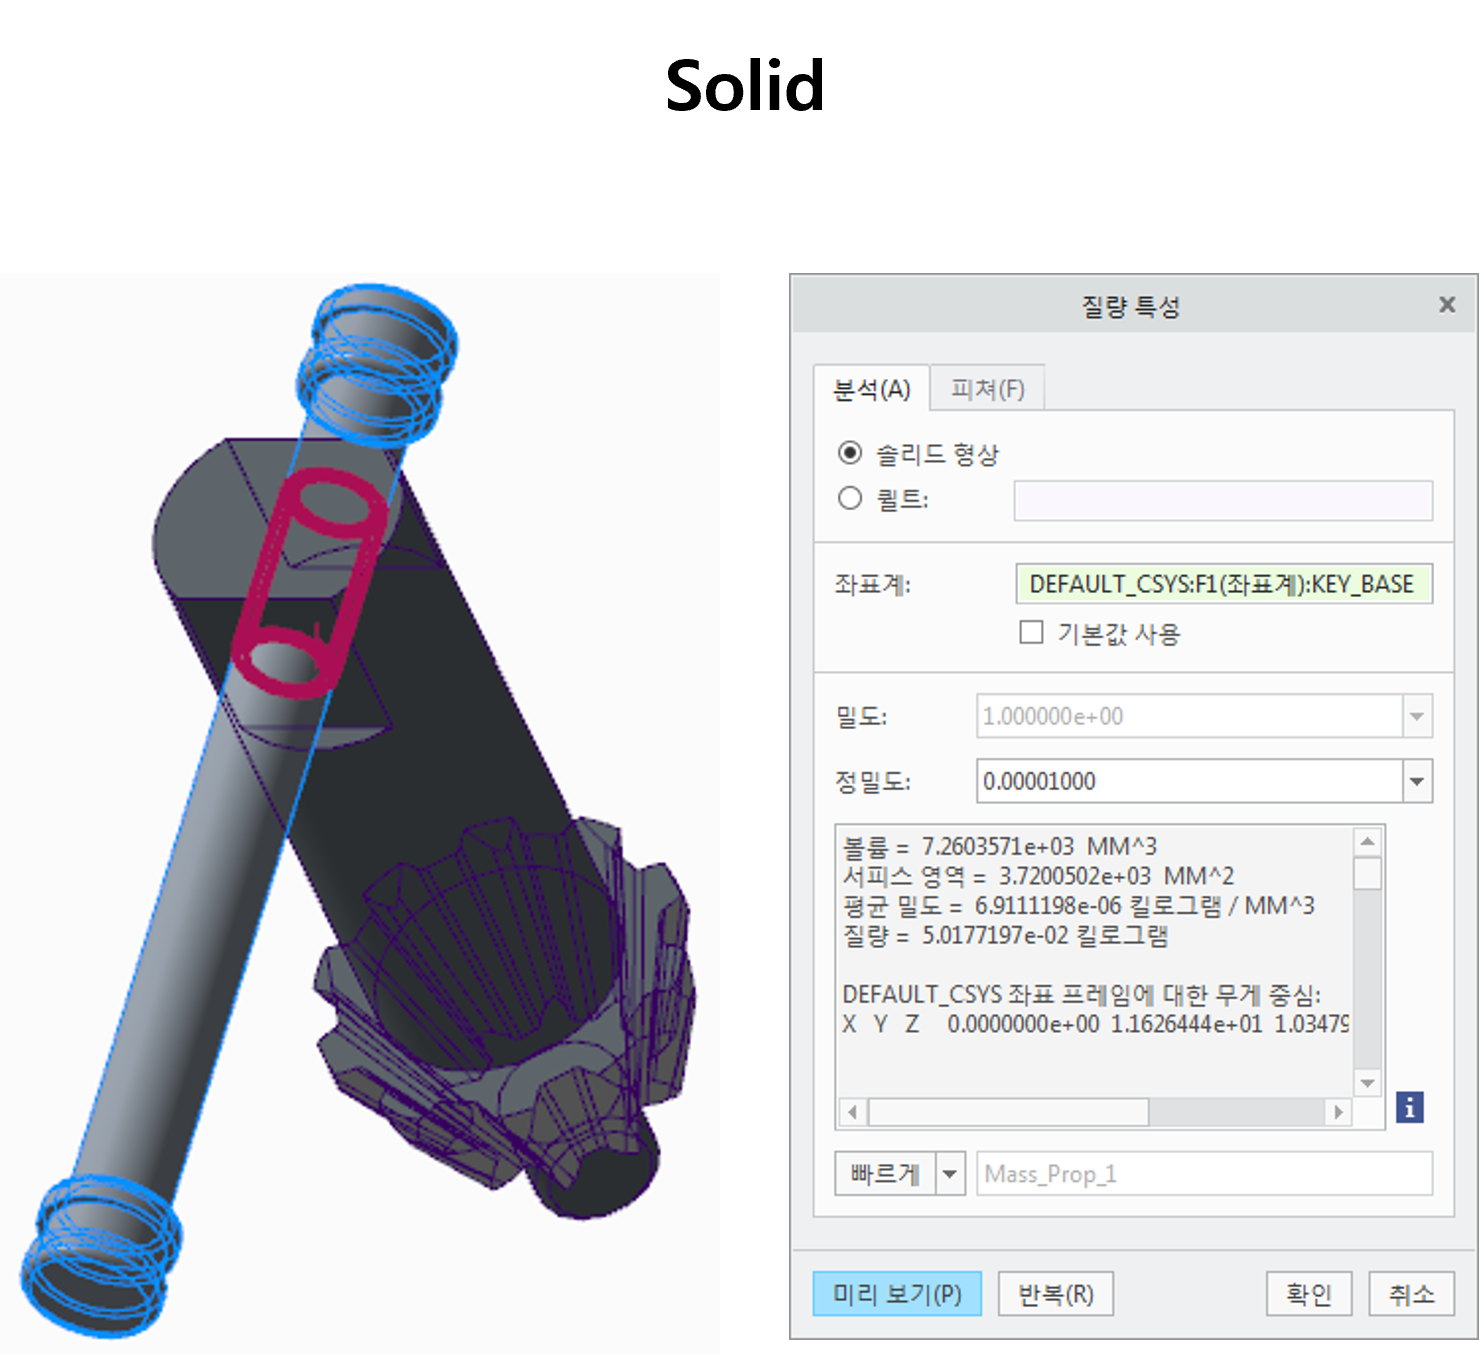 Solid
질량 특성
분석(A) 피쳐(F)
솔리드 형상
퀼트:
좌표계: DEFAULT_CSYS:F1(좌표계):KEY_BASE
기본값 사용
밀도: 1.000000e+00
정밀도: 0.00001000
볼륨 = 7.2603571e+03 MM^3
서피스 영역 = 3.7200502e+03 MM^2
평균 밀도 = 6.9111198e-06 킬로그램 / MM^3
질량 = 5.0177197e-02 킬로그램
DEFAULT_CSYS 좌표 프레임에 대한 무게 중심:
X Y Z 0.0000000e+00 1.1626444e+01 1.03479
빠르게 Mass_Prop_1
미리 보기(P) 반복(R) 확인 취소